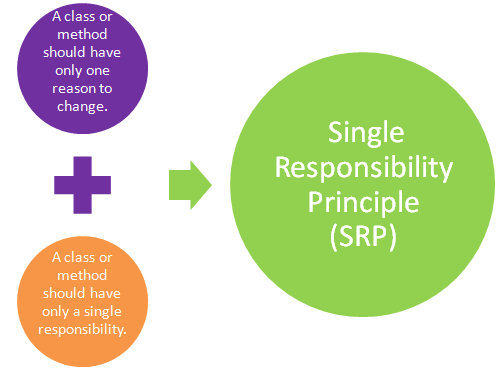 A class or
method
should have
only one
reason to
change.
A class or
method
should have
only a single
responsibility.
Single
Responsibility
Principle
(SRP)